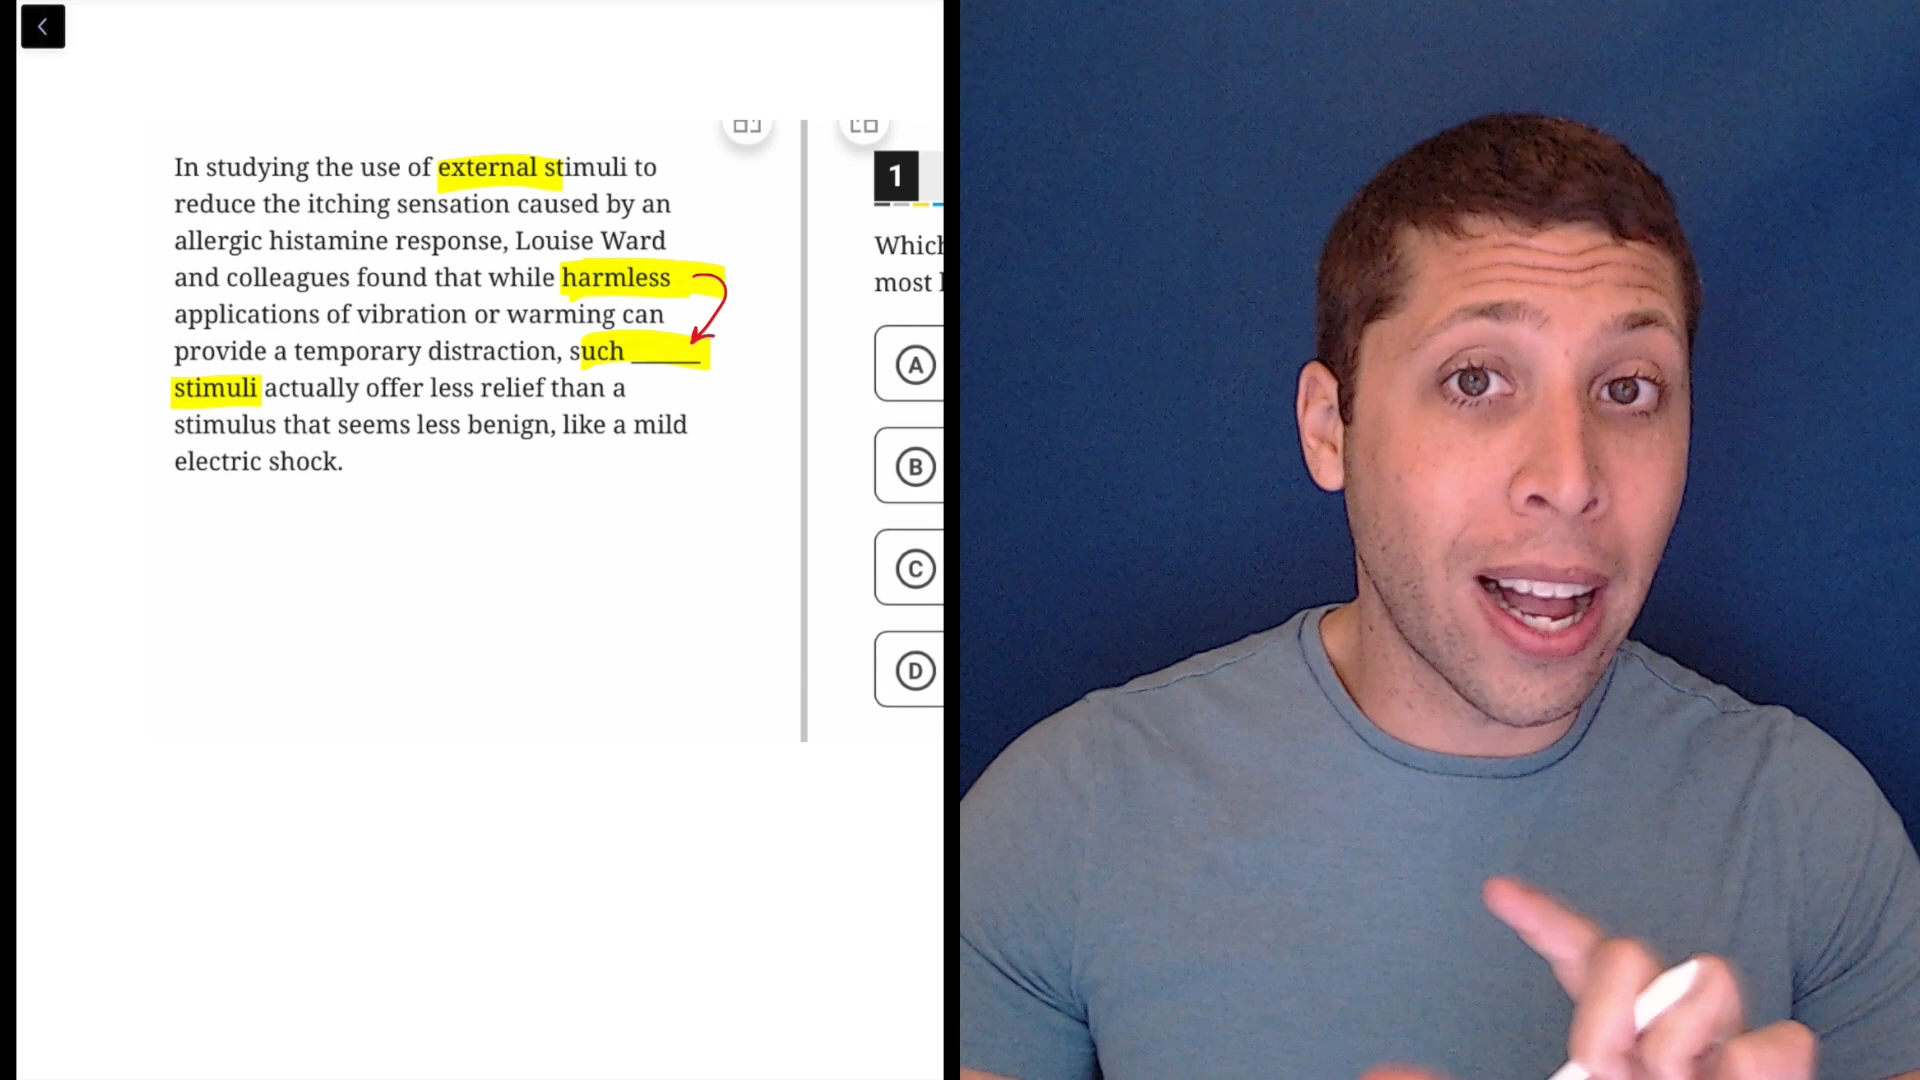 In studying the use of external stimuli to
reduce the itching sensation caused by an
allergic histamine response, Louise Ward
and colleagues found that while harmless
applications of vibration or warming can
provide a temporary distraction, such ______
stimuli actually offer less relief than a
stimulus that seems less benign, like a mild
electric shock.
1
Which
most
A
B
C
D